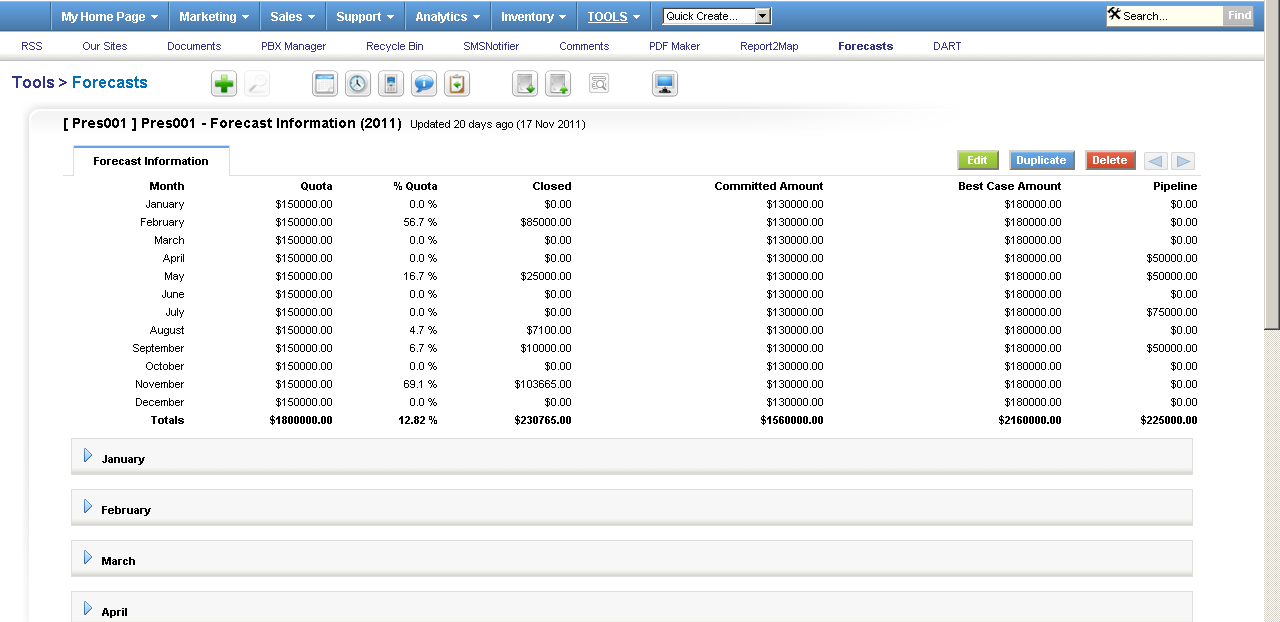 My Home Page Marketing Sales Support Analytics Inventory TOOLS Quick Create... Search... Find
RSS Our Sites Documents PBX Manager Recycle Bin SMSNotifier Comments PDF Maker Report2Map Forecasts DART
Tools > Forecasts
[ Pres001 ] Pres001 - Forecast Information (2011) Updated 20 days ago (17 Nov 2011)
Forecast Information Edit Duplicate Delete
Month Quota % Quota Closed Committed Amount Best Case Amount Pipeline
January $150000.00 0.0 % $0.00 $130000.00 $180000.00 $0.00
February $150000.00 56.7 % $85000.00 $130000.00 $180000.00 $0.00
March $150000.00 0.0 % $0.00 $130000.00 $180000.00 $0.00
April $150000.00 0.0 % $0.00 $130000.00 $180000.00 $50000.00
May $150000.00 16.7 % $25000.00 $130000.00 $180000.00 $50000.00
June $150000.00 0.0 % $0.00 $130000.00 $180000.00 $0.00
July $150000.00 0.0 % $0.00 $130000.00 $180000.00 $75000.00
August $150000.00 4.7 % $7100.00 $130000.00 $180000.00 $0.00
September $150000.00 6.7 % $10000.00 $130000.00 $180000.00 $50000.00
October $150000.00 0.0 % $0.00 $130000.00 $180000.00 $0.00
November $150000.00 69.1 % $103665.00 $130000.00 $180000.00 $0.00
December $150000.00 0.0 % $0.00 $130000.00 $180000.00 $0.00
Totals $1800000.00 12.82 % $230765.00 $1560000.00 $2160000.00 $225000.00
January
February
March
April